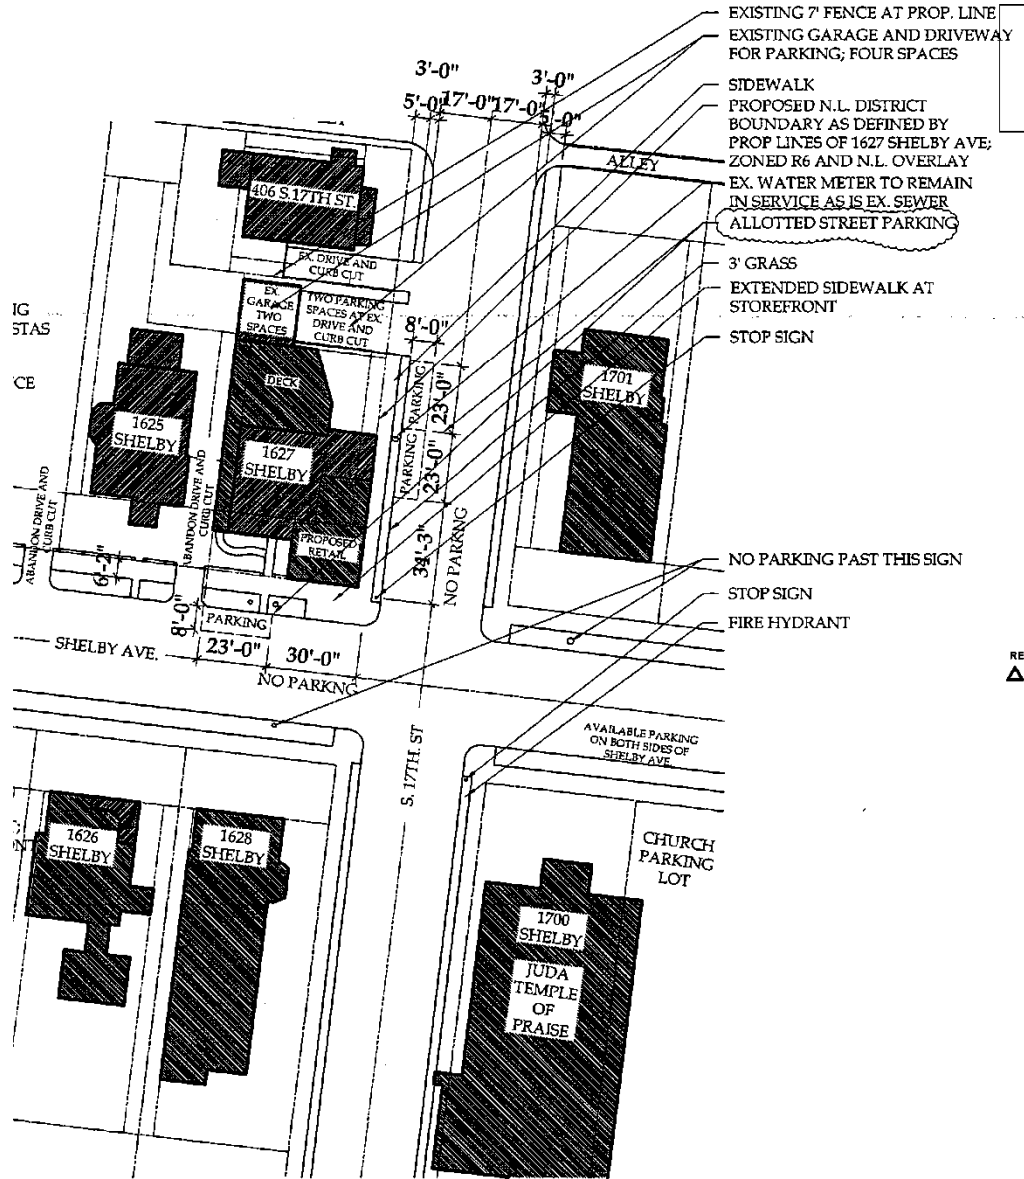 EXISTING 7' FENCE AT PROP. LINE
EXISTING GARAGE AND DRIVEWAY
FOR PARKING; FOUR SPACES
SIDEWALK
PROPOSED N.L. DISTRICT
BOUNDARY AS DEFINED BY
PROP LINES OF 1627 SHELBY AVE;
ZONED R6 AND N.L. OVERLAY
EX. WATER METER TO REMAIN
IN SERVICE AS IS EX. SEWER
ALLOTTED STREET PARKING
3' GRASS
EXTENDED SIDEWALK AT
STOREFRONT
STOP SIGN
3'-0"
5'-0"
17'-0"
17'-0"
3'-0"
5'-0"
ALLEY
406 S.17TH ST.
EX. DRIVE AND
CURB CUT
EX.
GARAGE
TWO
SPACES
TWO PARKING
SPACES AT EX.
DRIVE AND
CURB CUT
NG
STAS
CE
8'-0"
DECK
PARKING
23'-0"
PARKING
23'-0"
34'-3"
NO PARKING
1625
SHELBY
1627
SHELBY
PROPOSED
RETAIL
1701
SHELBY
ABANDON DRIVE AND
CURB CUT
ABANDON DRIVE AND
CURB CUT
6'-2"
8'-0"
PARKING
23'-0"
30'-0"
NO PARKNG
SHELBY AVE.
NO PARKING PAST THIS SIGN
STOP SIGN
FIRE HYDRANT
RE
S. 17TH. ST
AVAILABLE PARKING
ON BOTH SIDES OF
SHELBY AVE.
1626
SHELBY
1628
SHELBY
CHURCH
PARKING
LOT
1700
SHELBY
JUDA
TEMPLE
OF
PRAISE